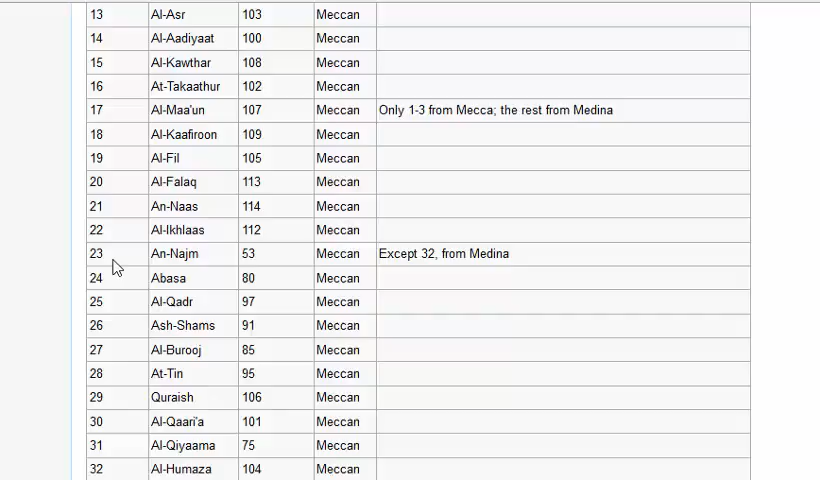 13 Al-Asr 103 Meccan
14 Al-Aadiyaat 100 Meccan
15 Al-Kawthar 108 Meccan
16 At-Takaathur 102 Meccan
17 Al-Maa'un 107 Meccan Only 1-3 from Mecca; the rest from Medina
18 Al-Kaafiroon 109 Meccan
19 Al-Fil 105 Meccan
20 Al-Falaq 113 Meccan
21 An-Naas 114 Meccan
22 Al-Ikhlaas 112 Meccan
23 An-Najm 53 Meccan Except 32, from Medina
24 Abasa 80 Meccan
25 Al-Qadr 97 Meccan
26 Ash-Shams 91 Meccan
27 Al-Burooj 85 Meccan
28 At-Tin 95 Meccan
29 Quraish 106 Meccan
30 Al-Qaari'a 101 Meccan
31 Al-Qiyaama 75 Meccan
32 Al-Humaza 104 Meccan